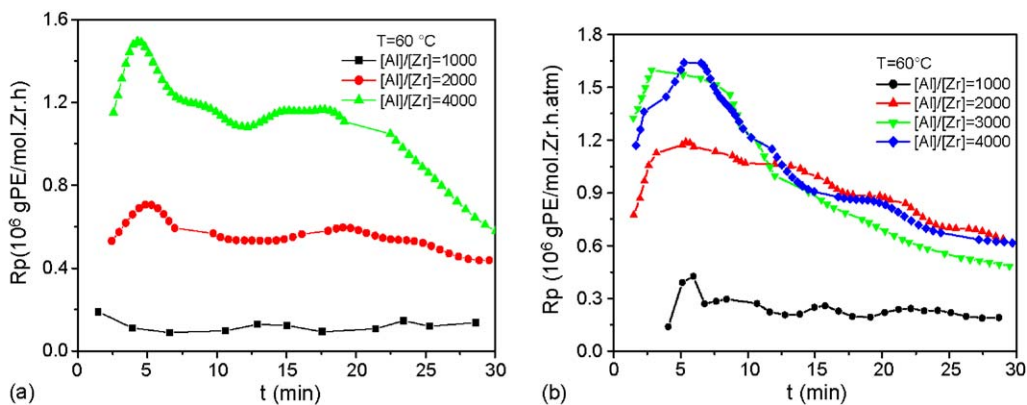 T=60 °C
[Al]/[Zr]=1000
[Al]/[Zr]=2000
[Al]/[Zr]=4000
Rp(10⁶ gPE/mol.Zr.h)
1.6
1.2
0.8
0.4
0.0
0 5 10 15 20 25 30
t (min)
(a)
T=60°C
[Al]/[Zr]=1000
[Al]/[Zr]=2000
[Al]/[Zr]=3000
[Al]/[Zr]=4000
Rp (10⁶ gPE/mol.Zr.h.atm)
1.8
1.5
1.2
0.9
0.6
0.3
0.0
0 5 10 15 20 25 30
t (min)
(b)